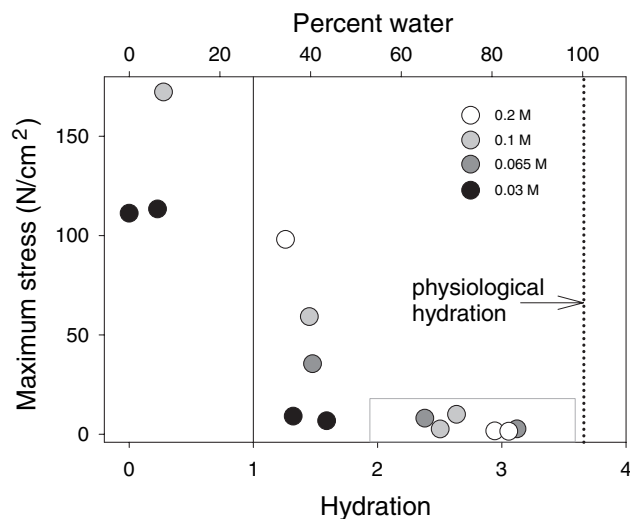 Percent water
0 20 40 60 80 100
Maximum stress (N/cm²)
150
100
50
0
0.2 M
0.1 M
0.065 M
0.03 M
physiological
hydration
0 1 2 3 4
Hydration